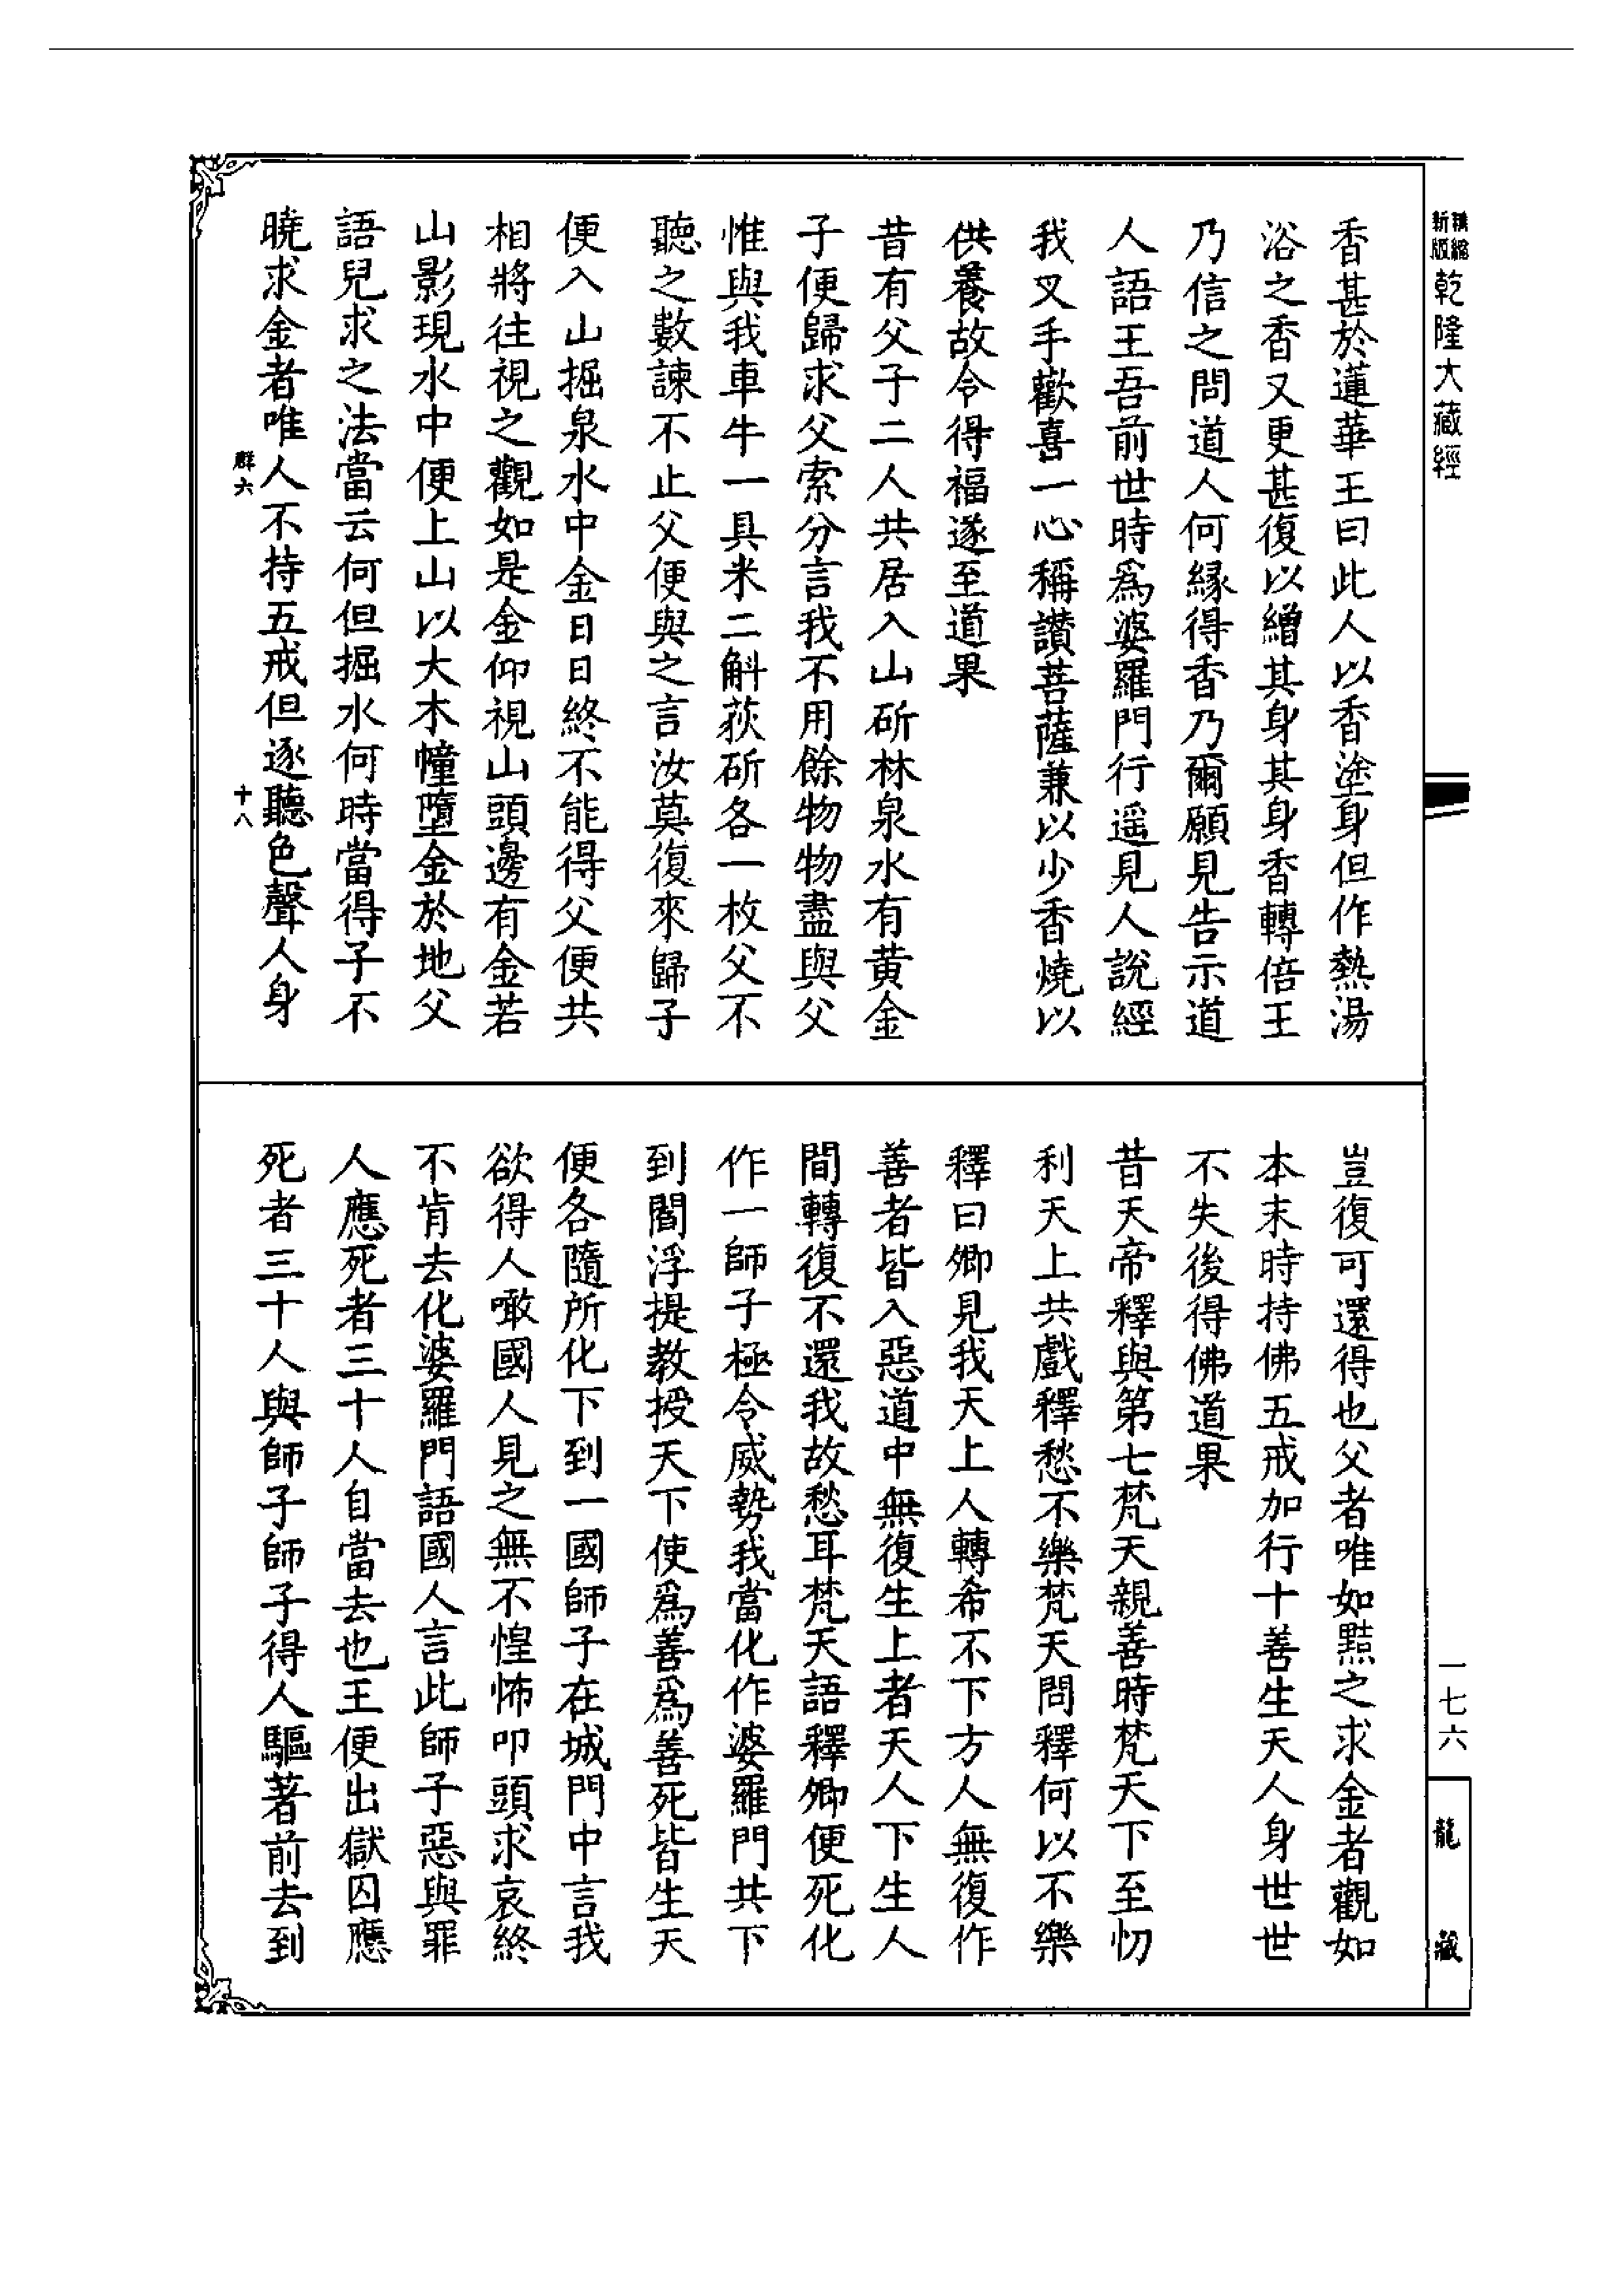 新版精縮乾隆大藏經
香甚於蓮華王曰此人以香塗身但作熱湯
浴之香又更甚復以繒其身其身香轉倍王
乃信之問道人何緣得香乃爾願見告示道
人語王吾前世時爲婆羅門行遥見人說經
我叉手歡喜一心稱讃菩薩兼以少香燒以
供養故令得福遂至道果
昔有父子二人共居入山斫林泉水有黄金
子便歸求父索分言我不用餘物物盡與父
惟與我車牛一具米二斛荻斫各一枚父不
聽之數諫不止父便與之言汝莫復來歸子
便入山掘泉水中金日日終不能得父便共
相將往視之觀如是金仰視山頭邊有金若
山影現水中便上山以大木幢墮金於地父
語兒求之法當云何但掘水何時當得子不
曉求金者唯人不持五戒但逐聽色聲人身
群六
十八
豈復可還得也父者唯如黠之求金者觀如
本末時持佛五戒加行十善生天人身世世
不失後得佛道果
昔天帝釋與第七梵天親善時梵天下至忉
利天上共戲釋愁不樂梵天問釋何以不樂
釋曰卿見我天上人轉希不下方人無復作
善者皆入惡道中無復生上者天人下生人
間轉復不還我故愁耳梵天語釋卿便死化
作一師子極令威勢我當化作婆羅門共下
到閻浮提教授天下使爲善爲善死皆生天
便各隨所化下到一國師子在城門中言我
欲得人噉國人見之無不惶怖叩頭求哀終
不肯去化婆羅門語國人言此師子惡與罪
人應死者三十人自當去也王便出獄囚應
死者三十人與師子師子得人驅著前去到
一七六
龍藏